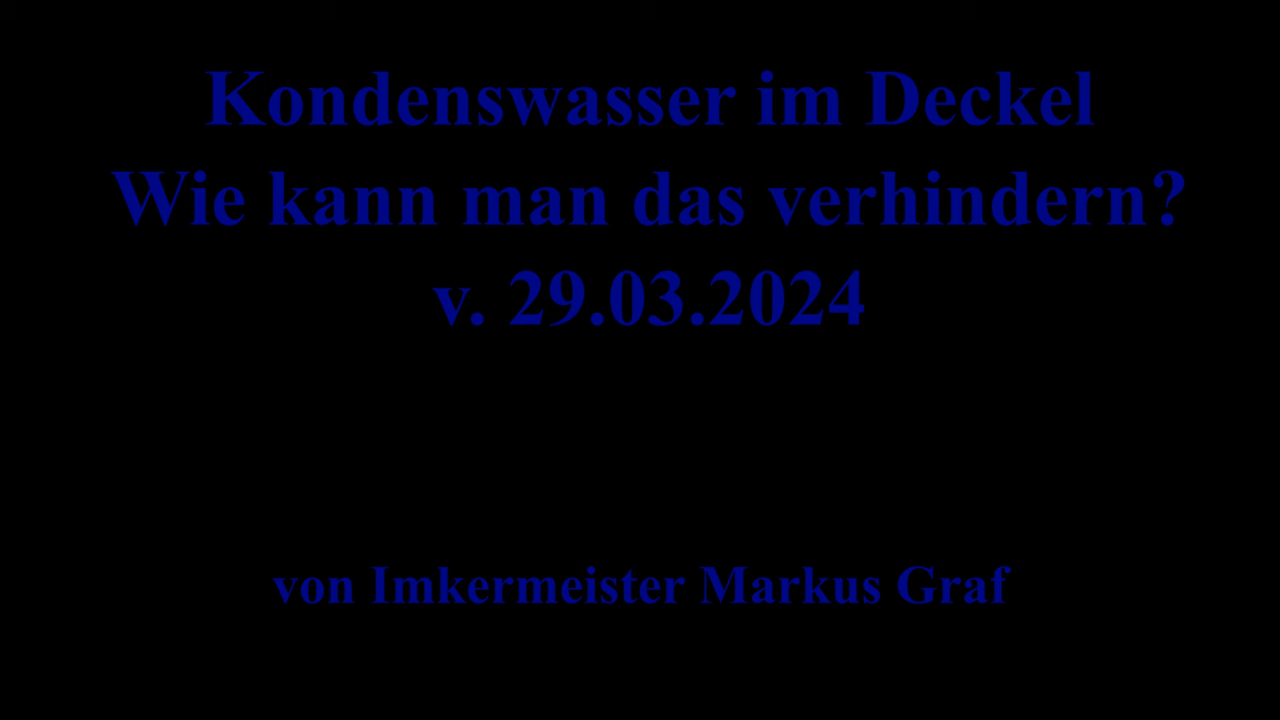 Kondenswasser im Deckel
Wie kann man das verhindern?
v. 29.03.2024
von Imkermeister Markus Graf